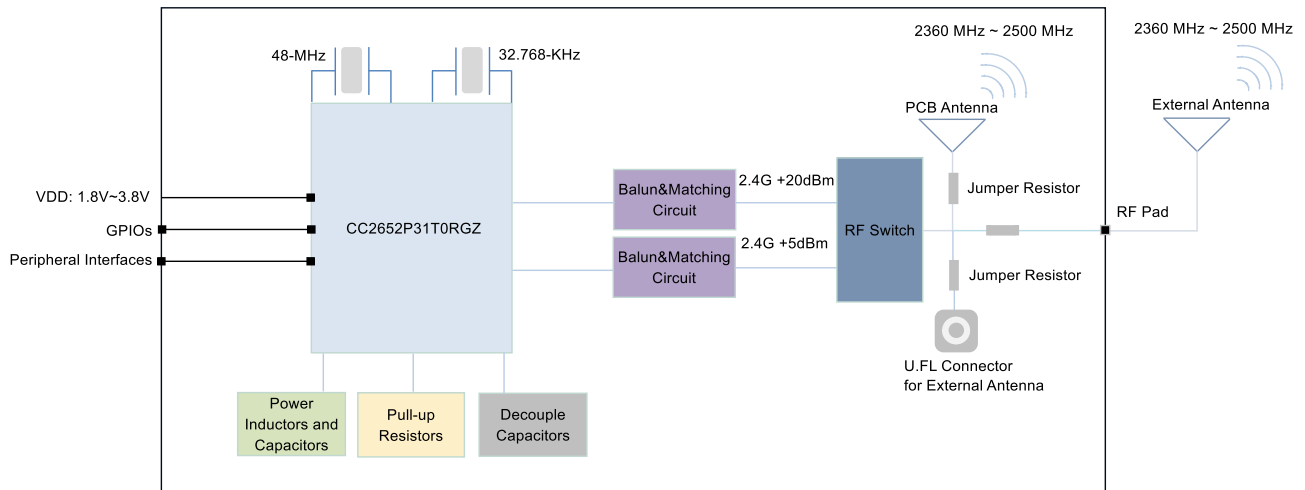 2360 MHz ~ 2500 MHz
2360 MHz ~ 2500 MHz
48-MHz
32.768-KHz
PCB Antenna
External Antenna
VDD: 1.8V~3.8V
GPIOs
Peripheral Interfaces
CC2652P31T0RGZ
Balun&Matching
Circuit
2.4G +20dBm
Balun&Matching
Circuit
2.4G +5dBm
RF Switch
Jumper Resistor
RF Pad
Jumper Resistor
U.FL Connector
for External Antenna
Power
Inductors and
Capacitors
Pull-up
Resistors
Decouple
Capacitors